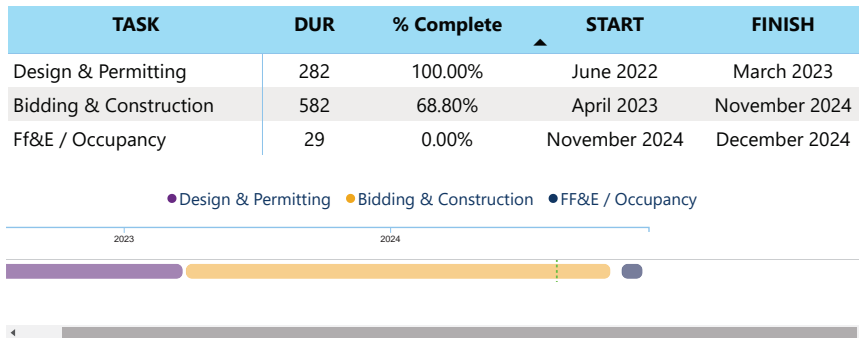 TASK DUR % Complete START FINISH
Design & Permitting 282 100.00% June 2022 March 2023
Bidding & Construction 582 68.80% April 2023 November 2024
Ff&E / Occupancy 29 0.00% November 2024 December 2024
Design & Permitting Bidding & Construction FF&E / Occupancy
2023 2024